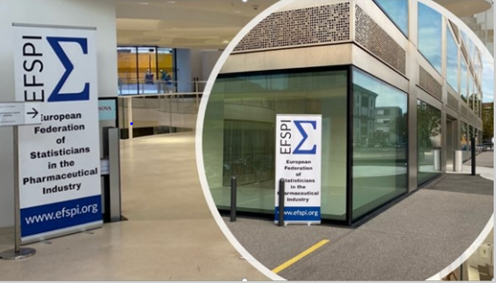 EFSPI
Σ
European
Federation
of
Statisticians
in the
Pharmaceutical
Industry
www.efspi.org
EFSPI
Σ
European
Federation
of
Statisticians
in the
Pharmaceutical
Industry
www.efspi.org